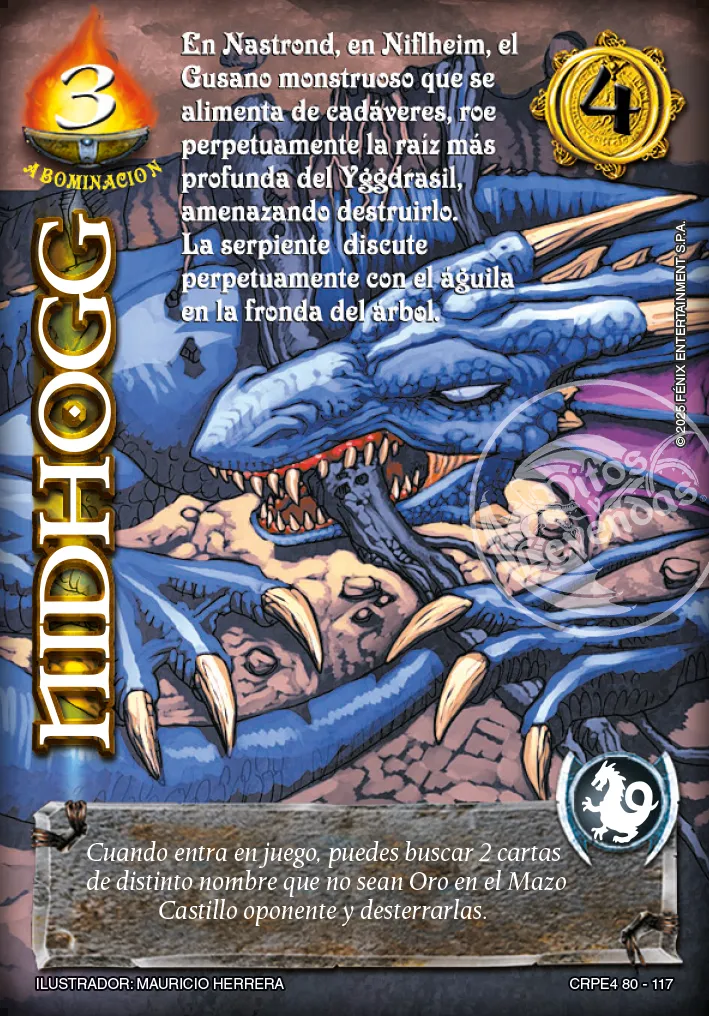 3
ABOMINACION
En Nastrond, en Niflheim, el
Gusano monstruoso que se
alimenta de cadáveres, roe
perpetuamente la raíz más
profunda del Yggdrasil,
amenazando destruirlo.
La serpiente discute
perpetuamente con el águila
en la fronda del árbol.
4
NIDHOGG
© 2025 FÉNIX ENTERTAINMENT S.P.A.
Mitos y
Leyendas
Cuando entra en juego, puedes buscar 2 cartas
de distinto nombre que no sean Oro en el Mazo
Castillo oponente y desterrarlas.
ILUSTRADOR: MAURICIO HERRERA
CRPE4 80 - 117